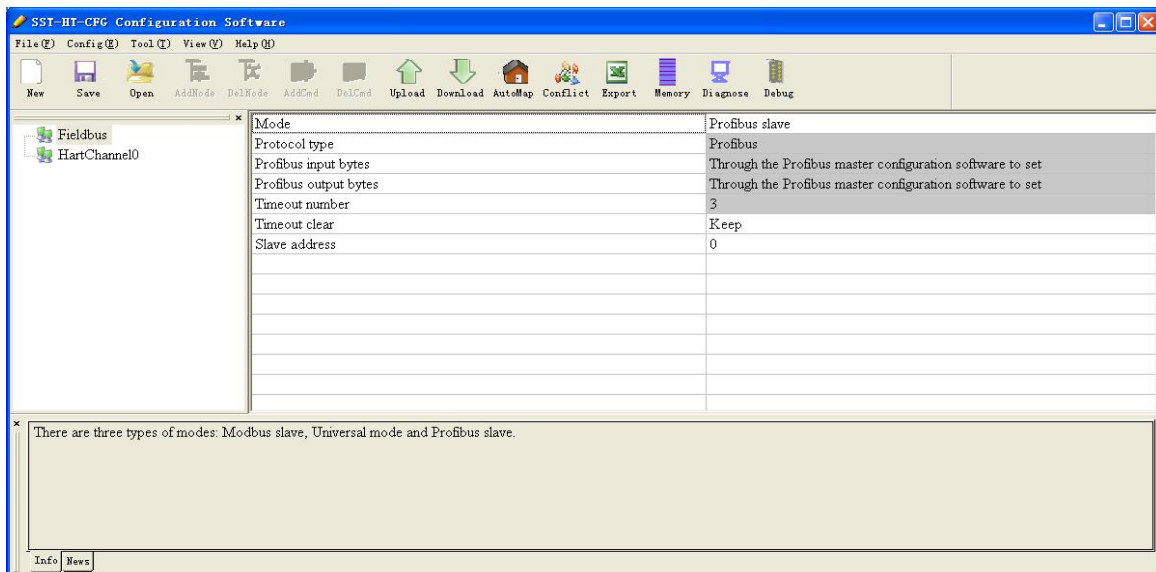 SST-HT-CFG Configuration Software
File(F) Config(E) Tool(T) View(V) Help(H)
New Save Open AddNode DelNode AddCmd DelCmd Upload Download AutoMap Conflict Export Memory Diagnose Debug
Fieldbus
HartChannel0
Mode Profibus slave
Protocol type Profibus
Profibus input bytes Through the Profibus master configuration software to set
Profibus output bytes Through the Profibus master configuration software to set
Timeout number 3
Timeout clear Keep
Slave address 0
There are three types of modes: Modbus slave, Universal mode and Profibus slave.
Info News